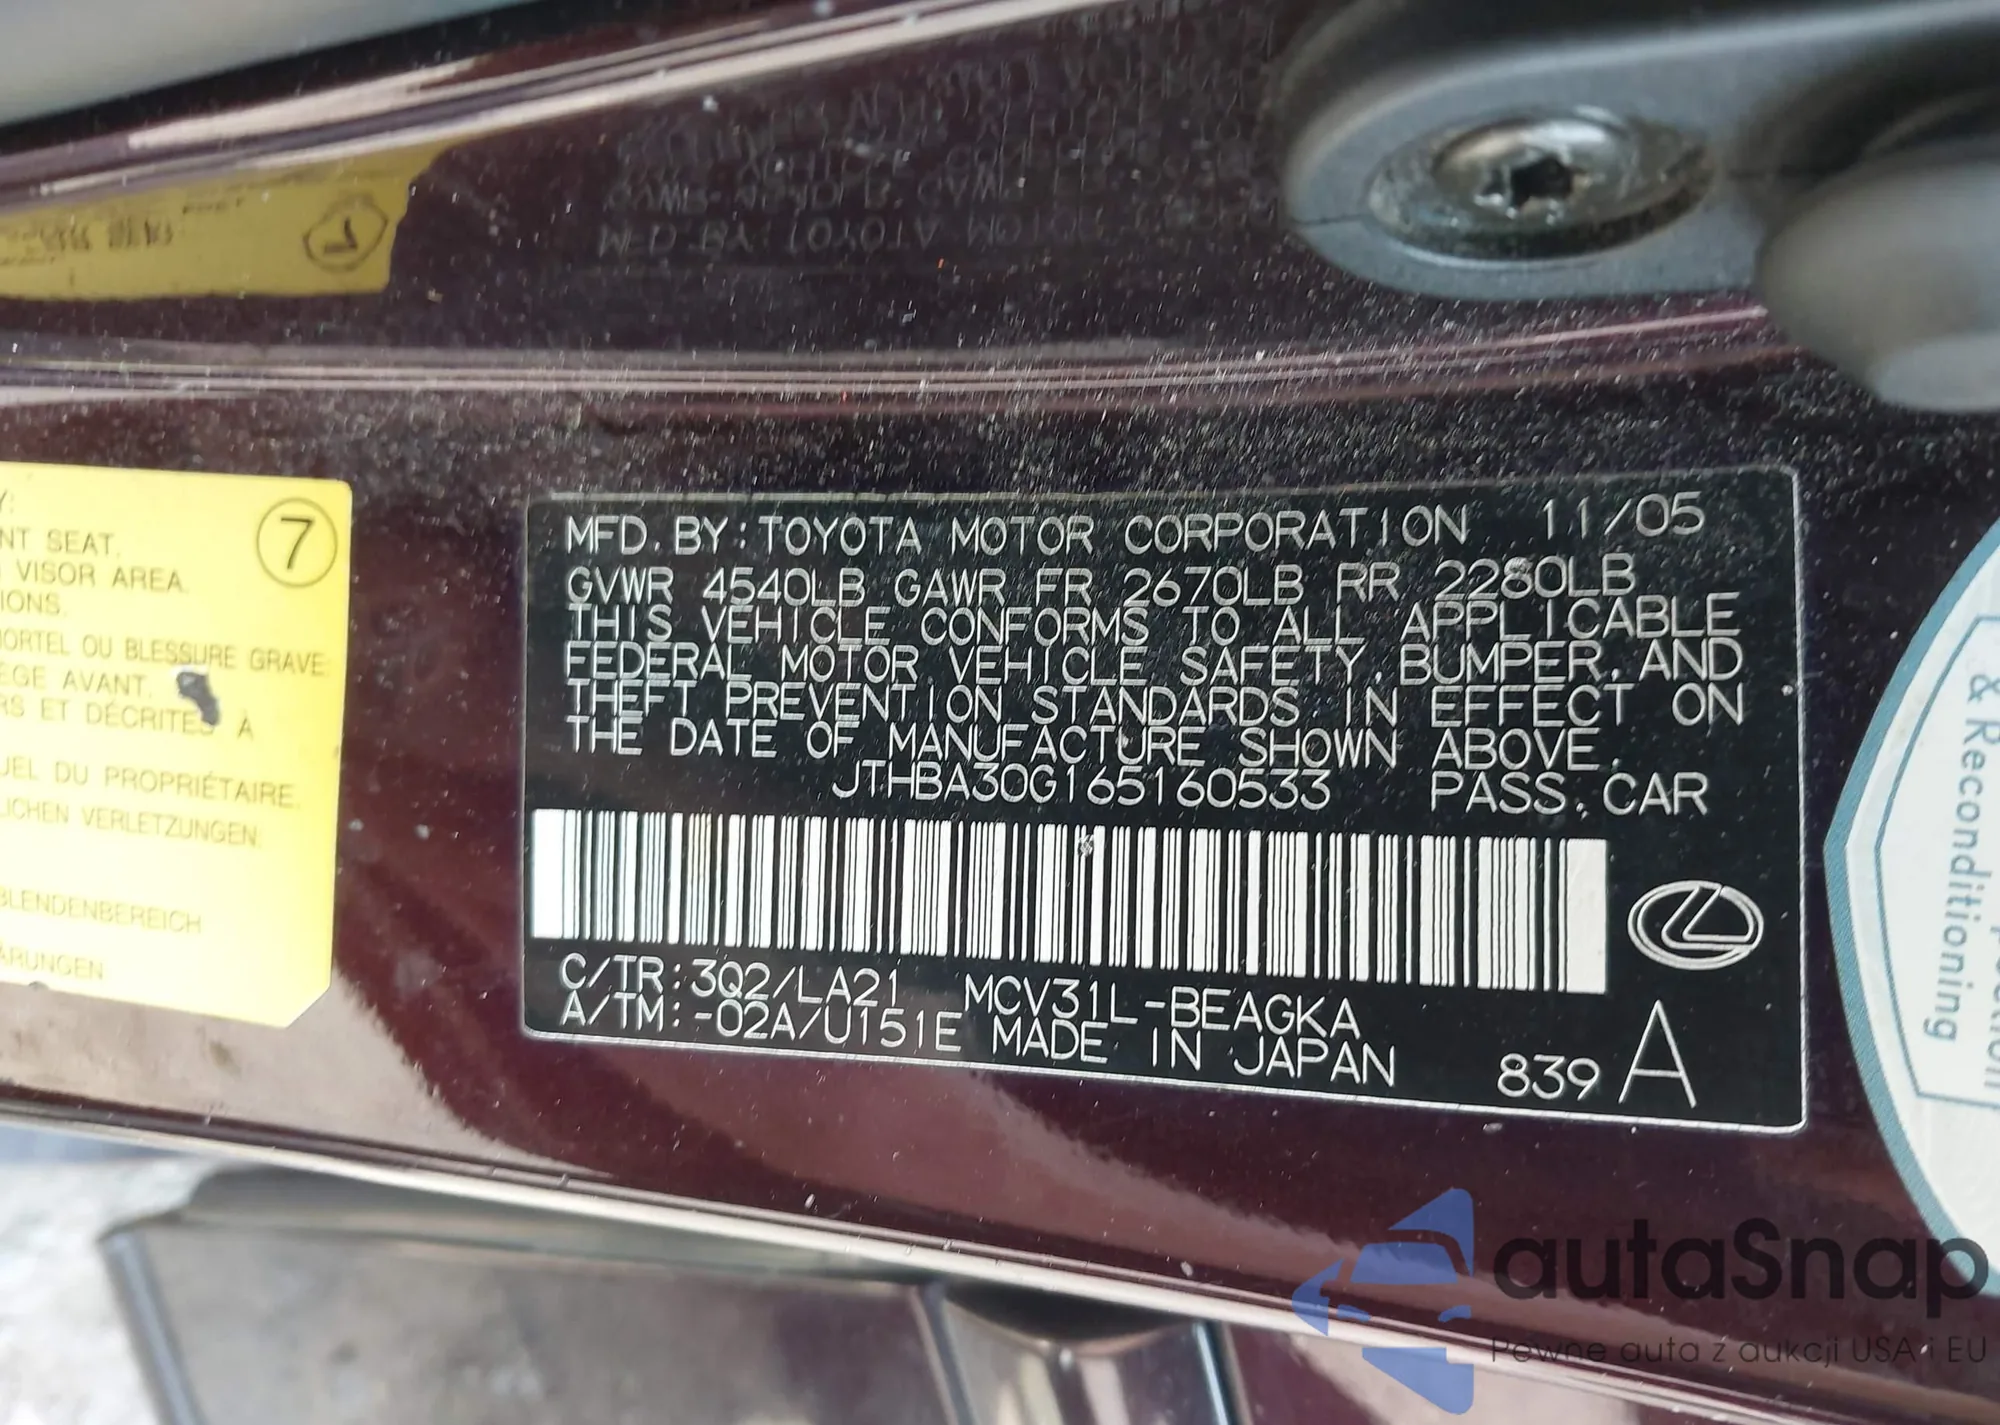 Y:
NT SEAT.
VISOR AREA.
IONS.
7
MORTEL OU BLESSURE GRAVE
ÈGE AVANT.
RS ET DÉCRITES À
UEL DU PROPRIÉTAIRE.
LICHEN VERLETZUNGEN
BLENDENBEREICH
ÄRUNGEN
MFD. BY: TOYOTA MOTOR CORPORATION 11/05
GVWR 4540LB GAWR FR 2670LB RR 2280LB
THIS VEHICLE CONFORMS TO ALL APPLICABLE
FEDERAL MOTOR VEHICLE SAFETY, BUMPER, AND
THEFT PREVENTION STANDARDS IN EFFECT ON
THE DATE OF MANUFACTURE SHOWN ABOVE.
JTHBA30G165160533 PASS. CAR
C/TR: 3Q2/LA21 MCV31L-BEAGKA
A/TM: -02A/U151E MADE IN JAPAN 839 A
& Reconditioning
autaSnap
Pewne auta z aukcji USA i EU